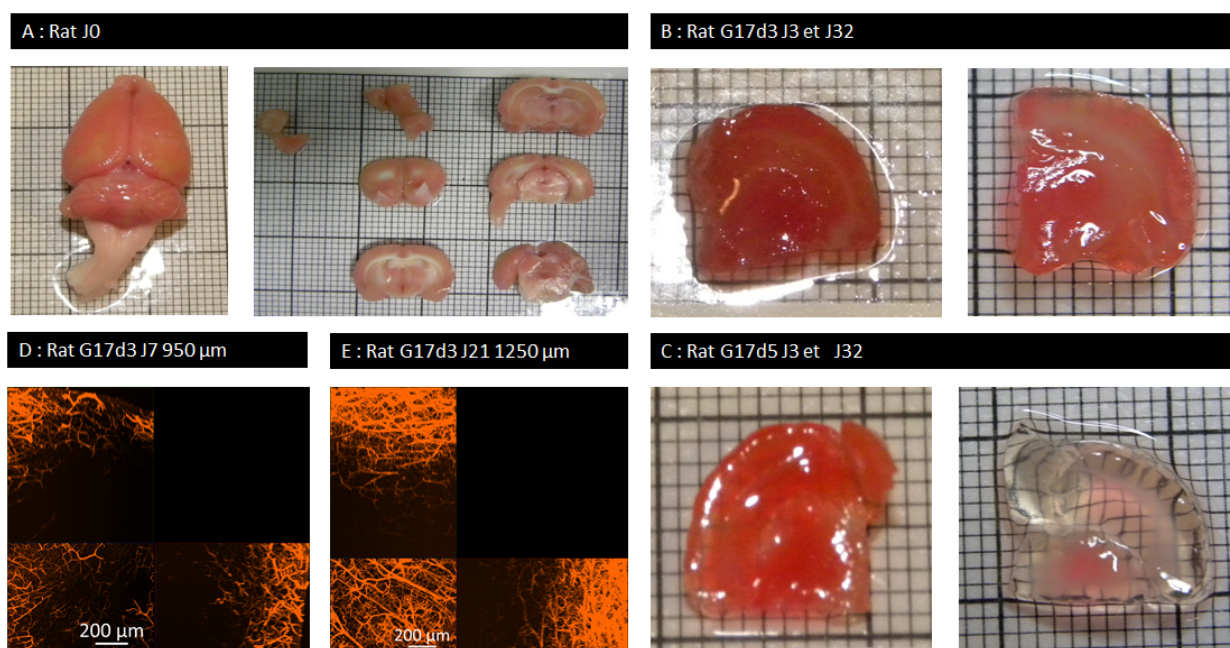 A : Rat J0
B : Rat G17d3 J3 et J32
D : Rat G17d3 J7 950 µm
E : Rat G17d3 J21 1250 µm
C : Rat G17d5 J3 et J32
200 µm
200 µm